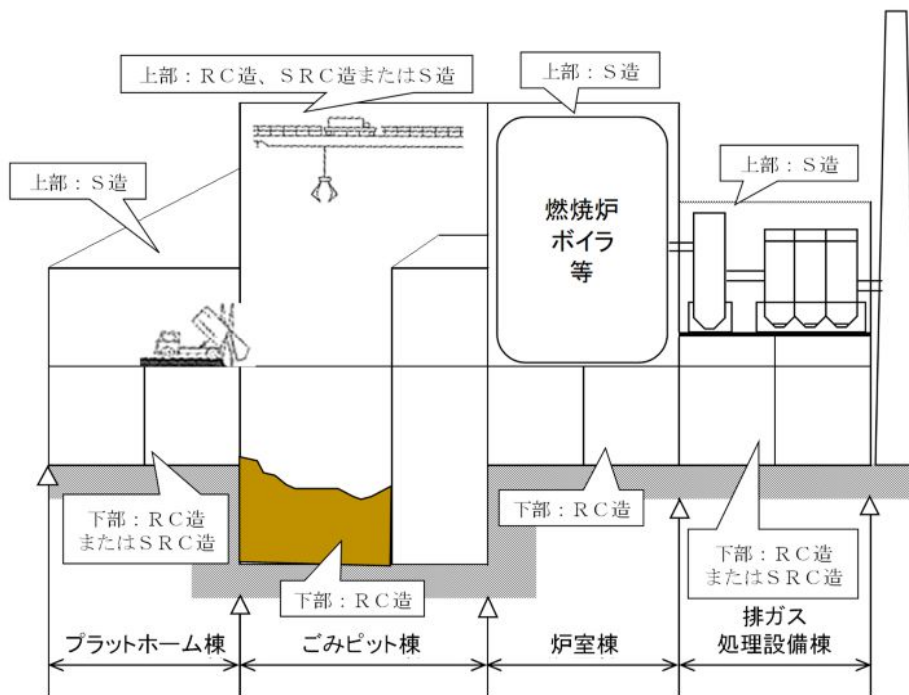 上部：ＲＣ造、ＳＲＣ造またはＳ造
上部：Ｓ造
上部：Ｓ造
上部：Ｓ造
燃焼炉
ボイラ
等
下部：ＲＣ造
またはＳＲＣ造
下部：ＲＣ造
下部：ＲＣ造
下部：ＲＣ造
またはＳＲＣ造
プラットホーム棟
ごみピット棟
炉室棟
排ガス
処理設備棟